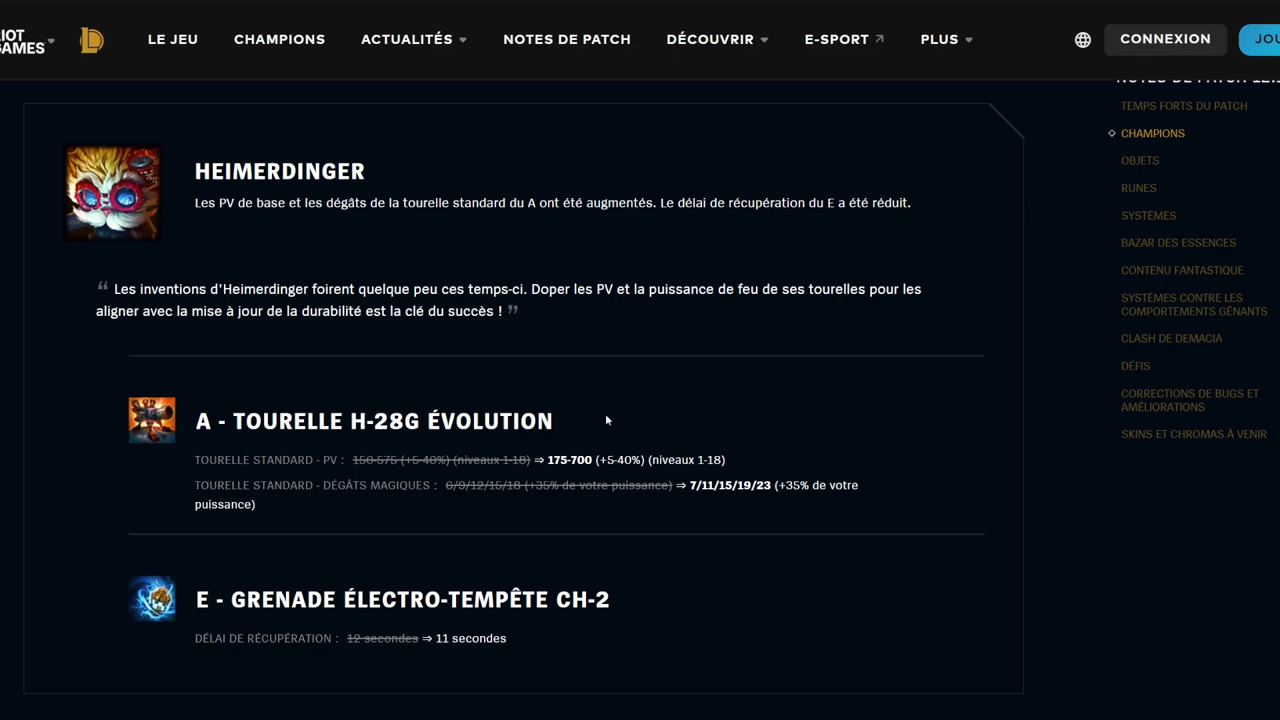 RIOT GAMES
LE JEU
CHAMPIONS
ACTUALITÉS
NOTES DE PATCH
DÉCOUVRIR
E-SPORT
PLUS
CONNEXION
JOU
HEIMERDINGER
Les PV de base et les dégâts de la tourelle standard du A ont été augmentés. Le délai de récupération du E a été réduit.
“ Les inventions d'Heimerdinger foirent quelque peu ces temps-ci. Doper les PV et la puissance de feu de ses tourelles pour les
aligner avec la mise à jour de la durabilité est la clé du succès ! ”
A - TOURELLE H-28G ÉVOLUTION
TOURELLE STANDARD - PV : 150-575 (+5-40%) (niveaux 1-18) ⇒ 175-700 (+5-40%) (niveaux 1-18)
TOURELLE STANDARD - DÉGÂTS MAGIQUES : 6/9/12/15/18 (+35% de votre puissance) ⇒ 7/11/15/19/23 (+35% de votre
puissance)
E - GRENADE ÉLECTRO-TEMPÊTE CH-2
DÉLAI DE RÉCUPÉRATION : 12 secondes ⇒ 11 secondes
NOTES DE PATCH 12.
TEMPS FORTS DU PATCH
CHAMPIONS
OBJETS
RUNES
SYSTÈMES
BAZAR DES ESSENCES
CONTENU FANTASTIQUE
SYSTÈMES CONTRE LES
COMPORTEMENTS GÊNANTS
CLASH DE DEMACIA
DÉFIS
CORRECTIONS DE BUGS ET
AMÉLIORATIONS
SKINS ET CHROMAS À VENIR